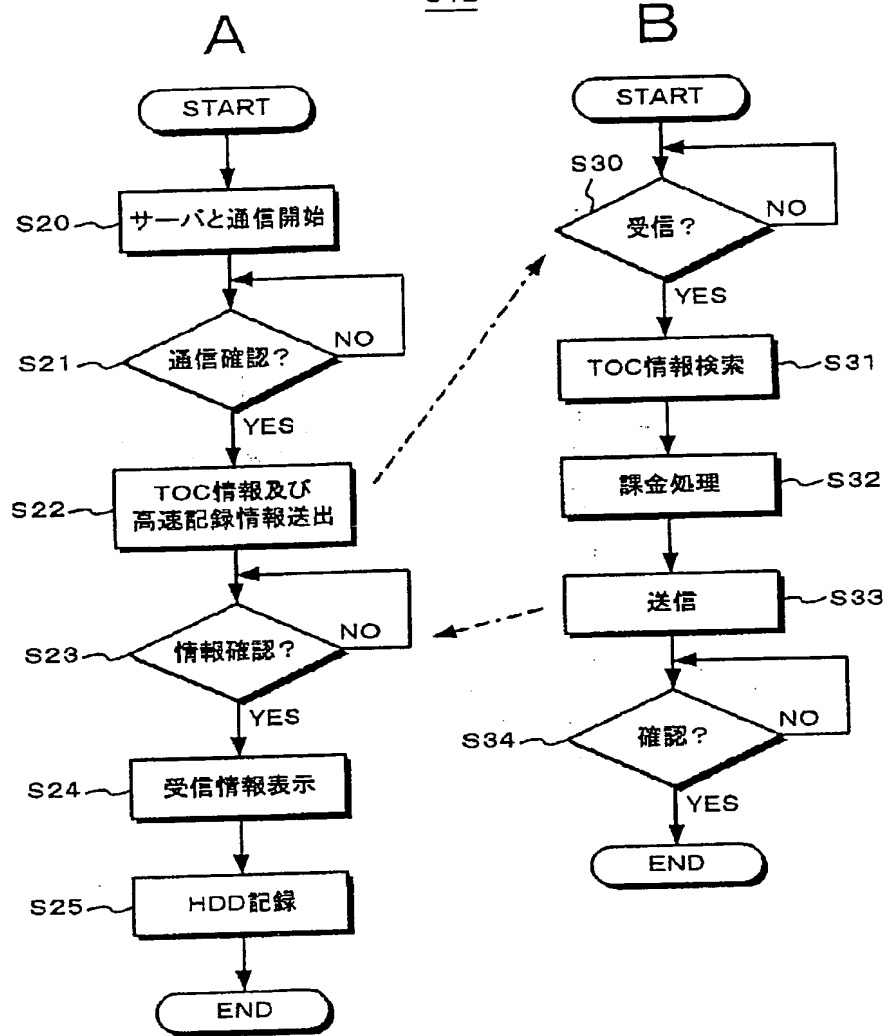 A
START
S20
サーバと通信開始
S21
通信確認?
NO
YES
S22
TOC情報及び
高速記録情報送出
S23
情報確認?
NO
YES
S24
受信情報表示
S25
HDD記録
END
B
START
S30
受信?
NO
YES
TOC情報検索
S31
課金処理
S32
送信
S33
S34
確認?
NO
YES
END